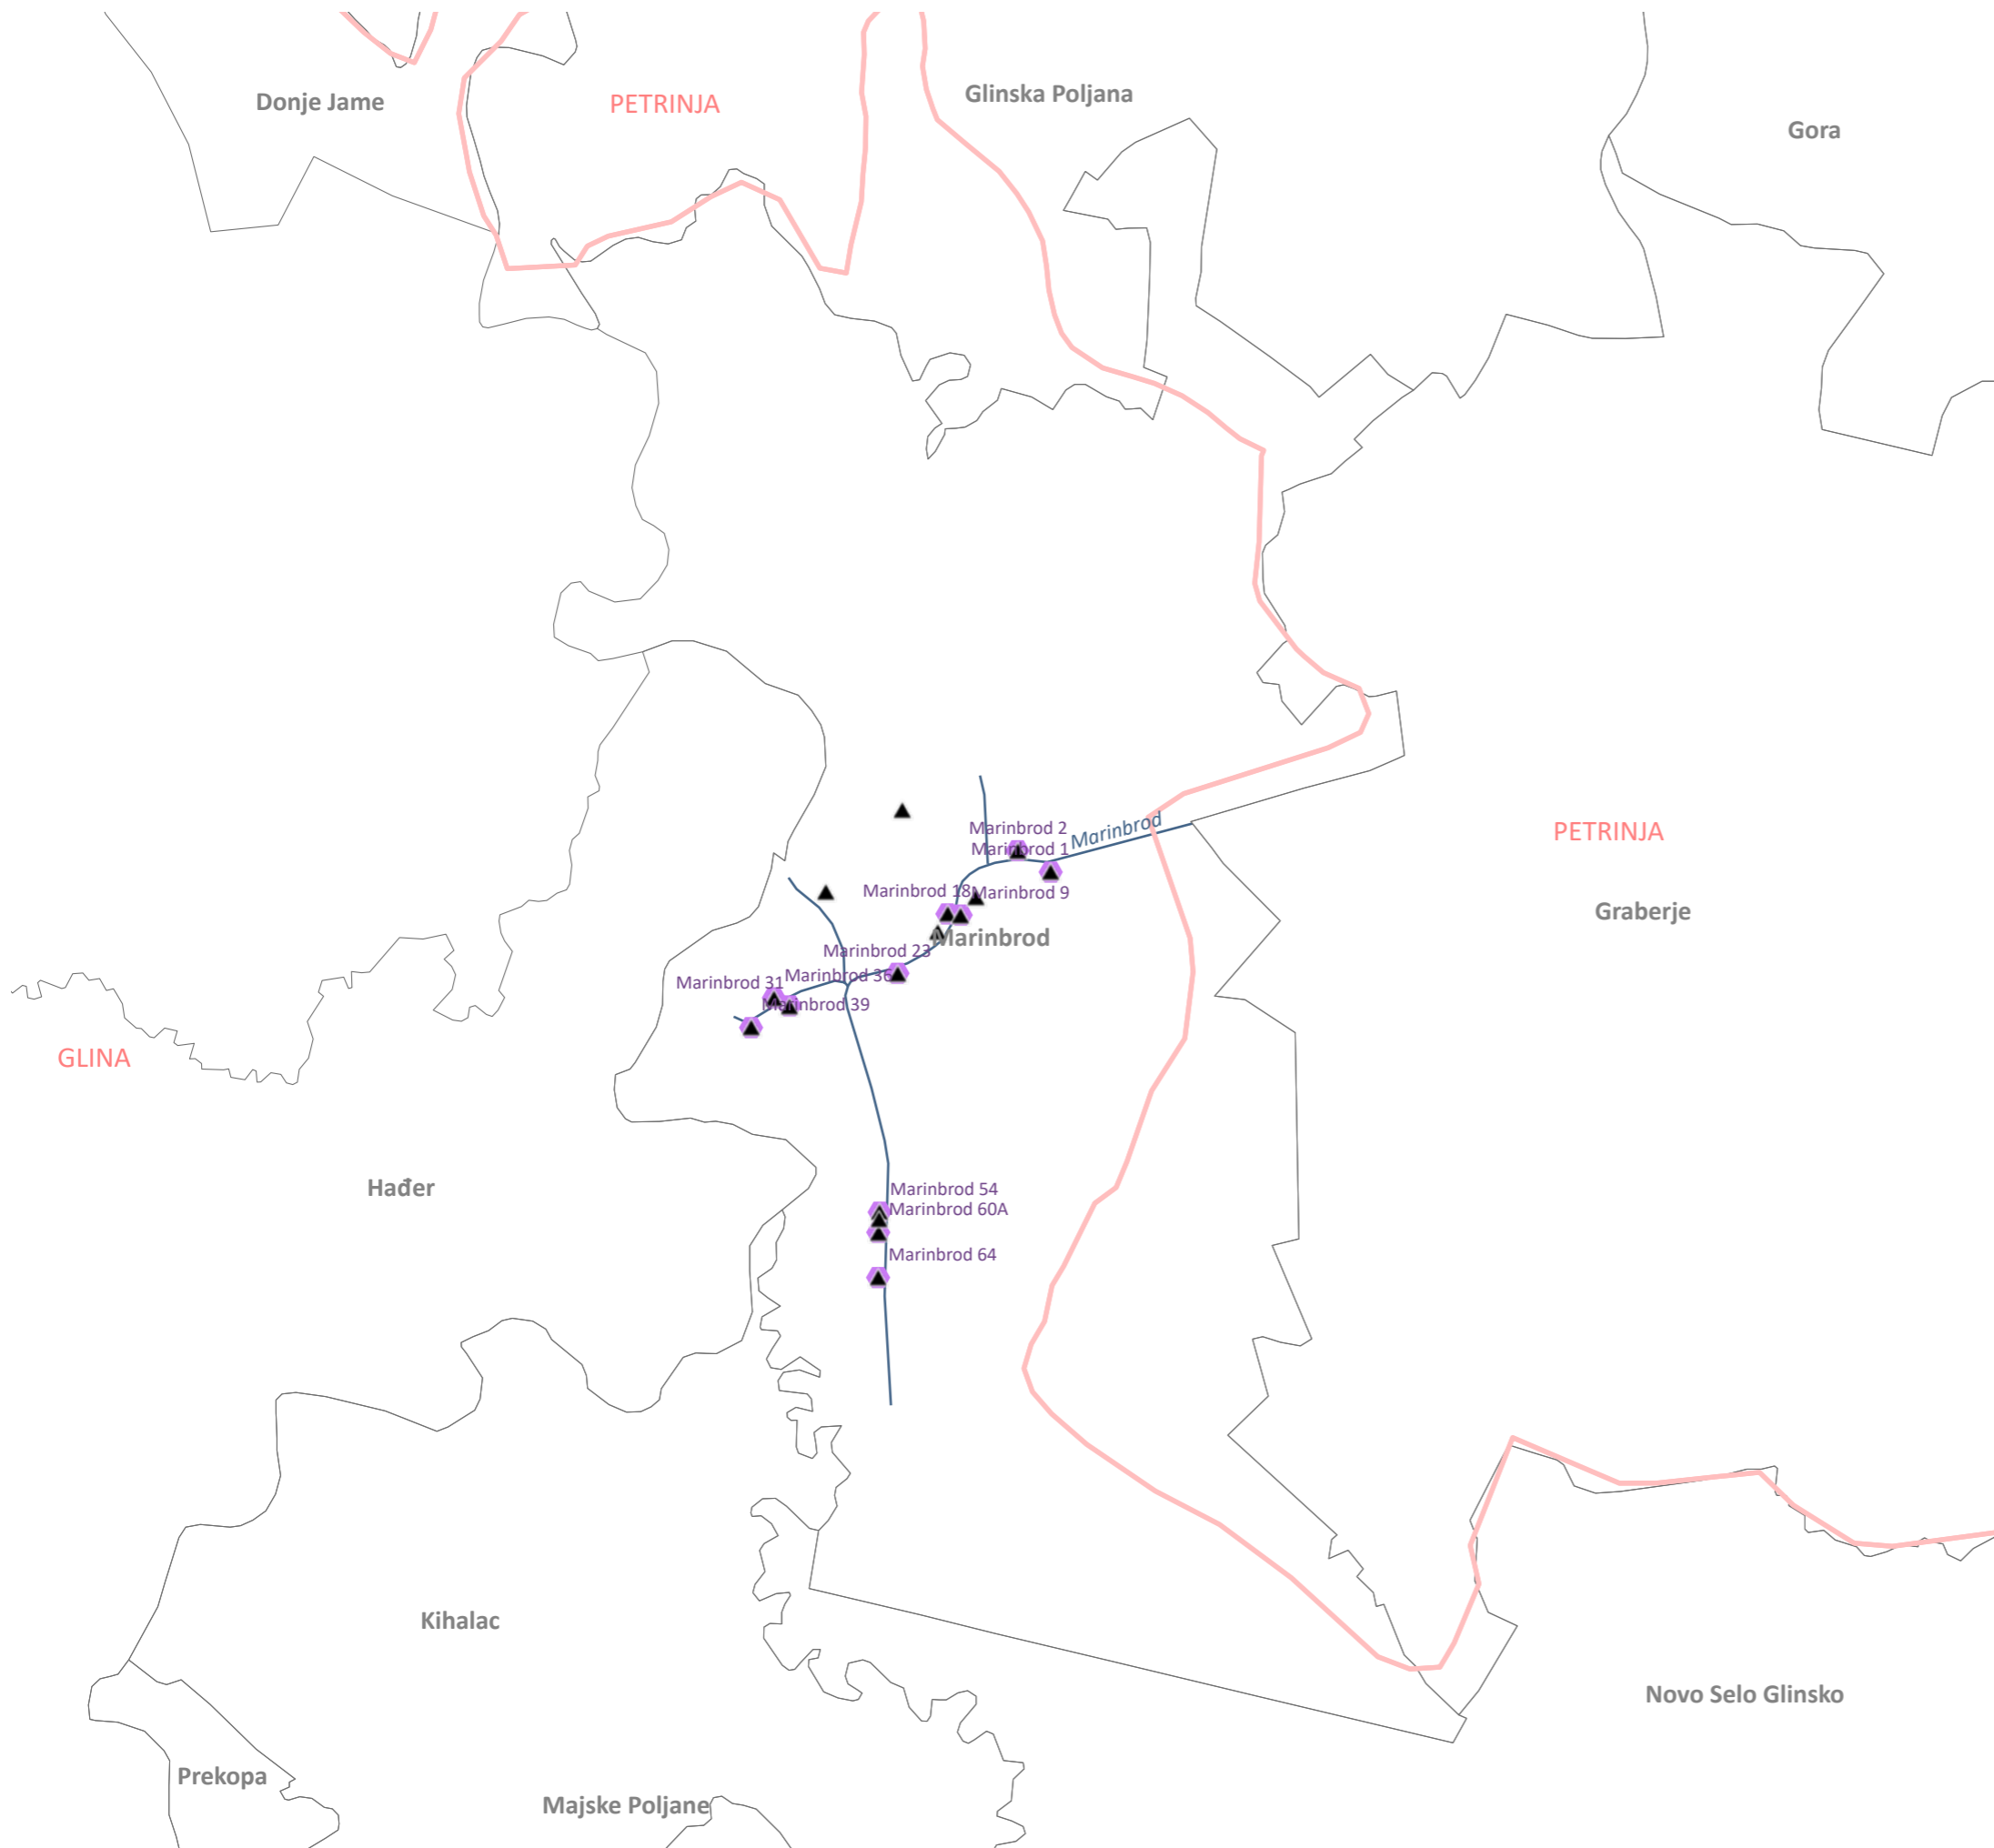 Glinska Poljana
Donje Jame
PETRINJA
Gora
Marinbrod 2
Marinbrod
PETRINJA
Marinbrod 1
Marinbrod 18
Marinbrod 9
Graberje
Marinbrod
Marinbrod 23
Marinbrod 36
Marinbrod 31
Marinbrod 39
GLINA
Hađer
Marinbrod 54
Marinbrod 60A
Marinbrod 64
Kihalac
Novo Selo Glinsko
Prekopa
Majske Poljane